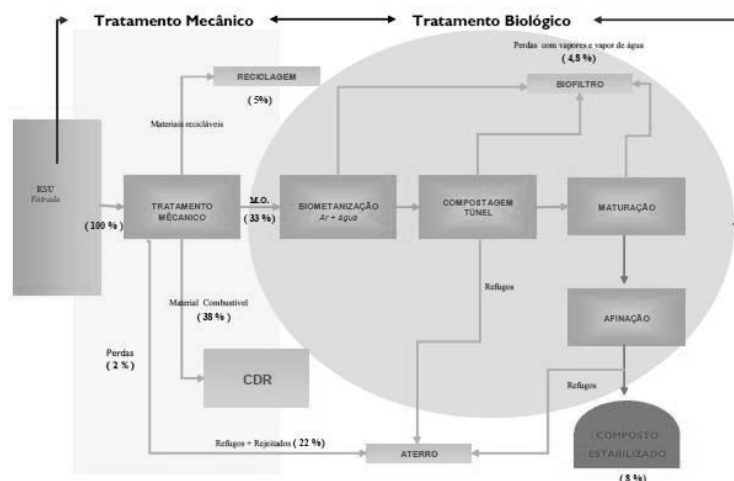 Tratamento Mecânico
Tratamento Biológico
Perdas com vapores e vapor de água
( 4,8 %)
RECICLAGEM
( 5%)
BIOFILTRO
Materiais recicláveis
RSU
Entrada
( 100 % )
TRATAMENTO
MÊCANICO
M.O.
( 33 %)
BIOMETANIZAÇÃO
Ar + água
COMPOSTAGEM
TÚNEL
MATURAÇÃO
Refugos
Material Combustível
( 38 % )
AFINAÇÃO
Perdas
( 2 % )
CDR
Refugos
Refugos + Rejeitados ( 22 % )
ATERRO
COMPOSTO
ESTABILIZADO
( 8 % )